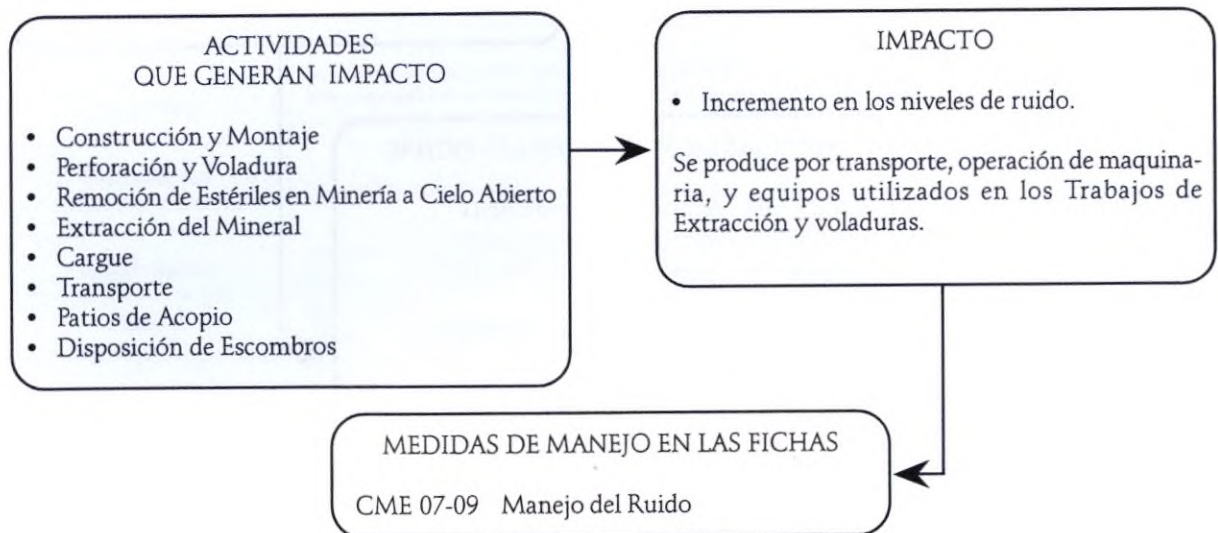 ACTIVIDADES
QUE GENERAN IMPACTO
• Construcción y Montaje
• Perforación y Voladura
• Remoción de Estériles en Minería a Cielo Abierto
• Extracción del Mineral
• Cargue
• Transporte
• Patios de Acopio
• Disposición de Escombros
IMPACTO
• Incremento en los niveles de ruido.
Se produce por transporte, operación de maquina-
ria, y equipos utilizados en los Trabajos de
Extracción y voladuras.
MEDIDAS DE MANEJO EN LAS FICHAS
CME 07-09 Manejo del Ruido